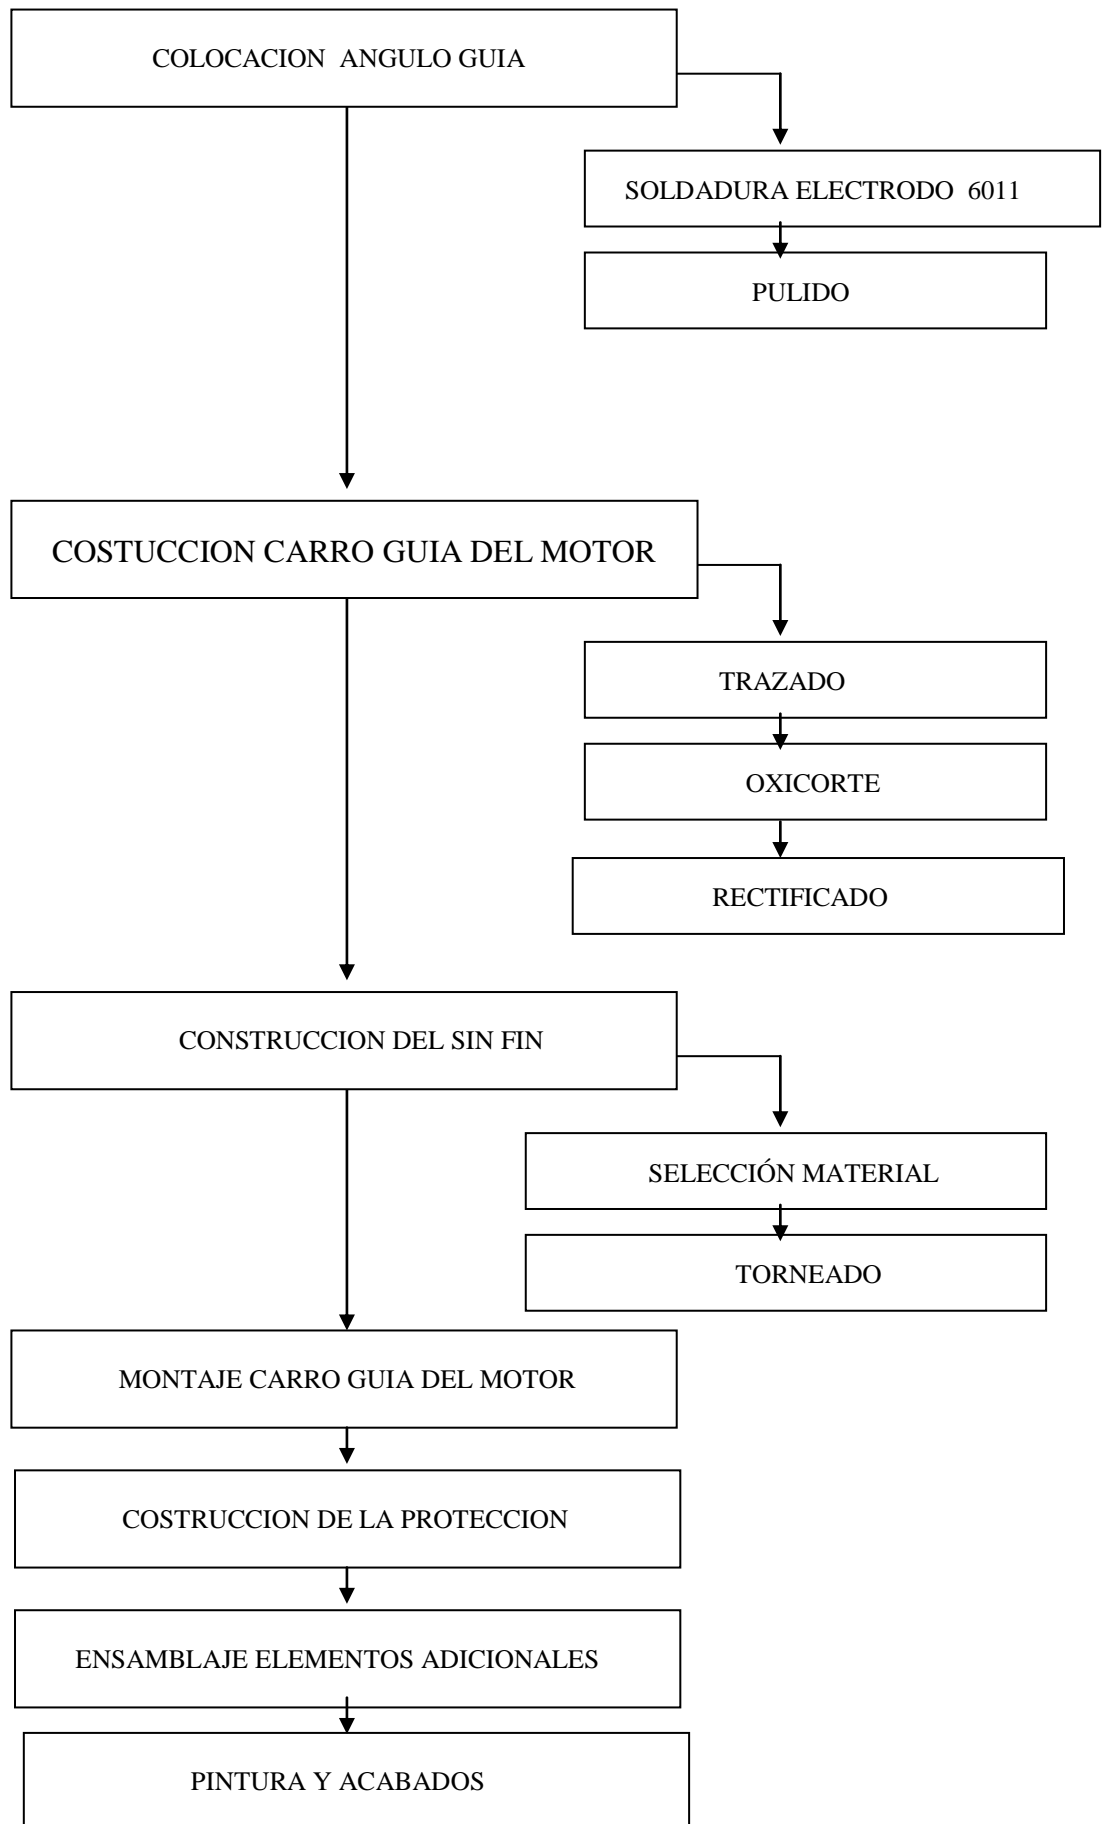 COLOCACION ANGULO GUIA
SOLDADURA ELECTRODO 6011
PULIDO
COSTUCCION CARRO GUIA DEL MOTOR
TRAZADO
OXICORTE
RECTIFICADO
CONSTRUCCION DEL SIN FIN
SELECCIÓN MATERIAL
TORNEADO
MONTAJE CARRO GUIA DEL MOTOR
COSTRUCCION DE LA PROTECCION
ENSAMBLAJE ELEMENTOS ADICIONALES
PINTURA Y ACABADOS